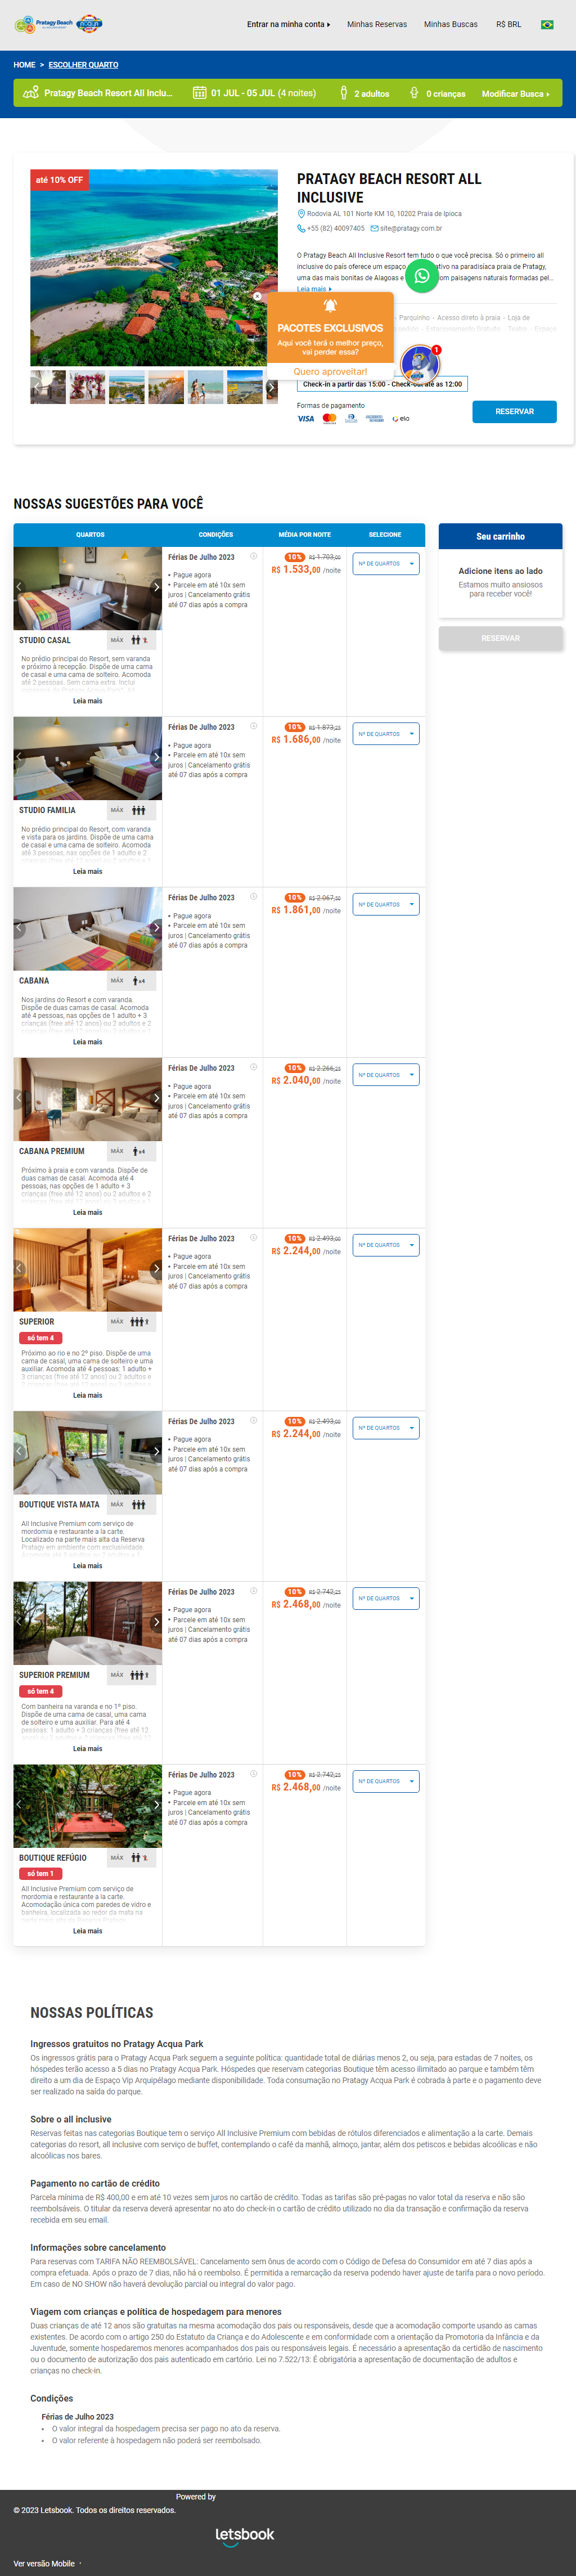 Pratagy Beach
Entrar na minha conta
Minhas Reservas
Minhas Buscas
R$ BRL
HOME > ESCOLHER QUARTO
Pratagy Beach Resort All Inclu...
01 JUL - 05 JUL (4 noites)
2 adultos
0 crianças
Modificar Busca
até 10% OFF
PRATAGY BEACH RESORT ALL
INCLUSIVE
Rodovia AL 101 Norte KM 10, 10202 Praia de Ipioca
+55 (82) 40097405
site@pratagy.com.br
O Pratagy Beach All Inclusive Resort tem tudo o que você precisa. Só o primeiro all
inclusive do país oferece um espaço
na paradisíaca praia de Pratagy,
uma das mais bonitas de Alagoas e
com paisagens naturais formadas pel...
Leia mais
- Parquinho - Acesso direto à praia - Loja de
Estacionamento Gratuito - Teatro - Espaço
PACOTES EXCLUSIVOS
Aqui você terá o melhor preço,
vai perder essa?
Quero aproveitar!
1
Check-in a partir das 15:00 - Check-out até as 12:00
Formas de pagamento
VISA
elo
RESERVAR
NOSSAS SUGESTÕES PARA VOCÊ
QUARTOS
CONDIÇÕES
MÉDIA POR NOITE
SELECIONE
Seu carrinho
Adicione itens ao lado
Estamos muito ansiosos
para receber você!
RESERVAR
Férias De Julho 2023
• Pague agora
• Parcele em até 10x sem
juros | Cancelamento grátis
até 07 dias após a compra
10% R$ 1.703,00
R$ 1.533,00 /noite
Nº DE QUARTOS
STUDIO CASAL
MÁX
No prédio principal do Resort, sem varanda
e próximo à recepção. Dispõe de uma cama
de casal e uma cama de solteiro. Acomoda
até 2 pessoas. Sem cama extra. Inclui
Leia mais
Férias De Julho 2023
• Pague agora
• Parcele em até 10x sem
juros | Cancelamento grátis
até 07 dias após a compra
10% R$ 1.873,25
R$ 1.686,00 /noite
Nº DE QUARTOS
STUDIO FAMILIA
MÁX
No prédio principal do Resort, com varanda
e vista para os jardins. Dispõe de uma cama
de casal e uma cama de solteiro. Acomoda
até 3 pessoas, nas opções de 1 adulto e 2
Leia mais
Férias De Julho 2023
• Pague agora
• Parcele em até 10x sem
juros | Cancelamento grátis
até 07 dias após a compra
10% R$ 2.067,50
R$ 1.861,00 /noite
Nº DE QUARTOS
CABANA
MÁX x4
Nos jardins do Resort e com varanda.
Dispõe de duas camas de casal. Acomoda
até 4 pessoas, nas opções de 1 adulto + 3
crianças (free até 12 anos) ou 2 adultos e 2
Leia mais
Férias De Julho 2023
• Pague agora
• Parcele em até 10x sem
juros | Cancelamento grátis
até 07 dias após a compra
10% R$ 2.266,25
R$ 2.040,00 /noite
Nº DE QUARTOS
CABANA PREMIUM
MÁX x4
Próximo à praia e com varanda. Dispõe de
duas camas de casal. Acomoda até 4
pessoas, nas opções de 1 adulto + 3
crianças (free até 12 anos) ou 2 adultos e 2
Leia mais
Férias De Julho 2023
• Pague agora
• Parcele em até 10x sem
juros | Cancelamento grátis
até 07 dias após a compra
10% R$ 2.493,00
R$ 2.244,00 /noite
Nº DE QUARTOS
SUPERIOR
MÁX
só tem 4
Próximo ao rio e no 2º piso. Dispõe de uma
cama de casal, uma cama de solteiro e uma
auxiliar. Acomoda até 4 pessoas: 1 adulto +
3 crianças (free até 12 anos) ou 2 adultos e
Leia mais
Férias De Julho 2023
• Pague agora
• Parcele em até 10x sem
juros | Cancelamento grátis
até 07 dias após a compra
10% R$ 2.493,00
R$ 2.244,00 /noite
Nº DE QUARTOS
BOUTIQUE VISTA MATA
MÁX
All Inclusive Premium com serviço de
mordomia e restaurante a la carte.
Localizado na parte mais alta da Reserva
Pratagy em ambiente com exclusividade.
Leia mais
Férias De Julho 2023
• Pague agora
• Parcele em até 10x sem
juros | Cancelamento grátis
até 07 dias após a compra
10% R$ 2.742,25
R$ 2.468,00 /noite
Nº DE QUARTOS
SUPERIOR PREMIUM
MÁX
só tem 4
Com banheira na varanda e no 1º piso.
Dispõe de uma cama de casal, uma cama
de solteiro e uma auxiliar. Para até 4
pessoas: 1 adulto + 3 crianças (free até 12
Leia mais
Férias De Julho 2023
• Pague agora
• Parcele em até 10x sem
juros | Cancelamento grátis
até 07 dias após a compra
10% R$ 2.742,25
R$ 2.468,00 /noite
Nº DE QUARTOS
BOUTIQUE REFÚGIO
MÁX
só tem 1
All Inclusive Premium com serviço de
mordomia e restaurante a la carte.
Acomodação única com paredes de vidro e
banheira, localizada ao redor da mata na
Leia mais
NOSSAS POLÍTICAS
Ingressos gratuitos no Pratagy Acqua Park
Os ingressos grátis para o Pratagy Acqua Park seguem a seguinte política: quantidade total de diárias menos 2, ou seja, para estadas de 7 noites, os
hóspedes terão acesso a 5 dias no Pratagy Acqua Park. Hóspedes que reservam categorias Boutique têm acesso ilimitado ao parque e também têm
direito a um dia de Espaço Vip Arquipélago mediante disponibilidade. Toda consumação no Pratagy Acqua Park é cobrada à parte e o pagamento deve
ser realizado na saída do parque.
Sobre o all inclusive
Reservas feitas nas categorias Boutique tem o serviço All Inclusive Premium com bebidas de rótulos diferenciados e alimentação a la carte. Demais
categorias do resort, all inclusive com serviço de buffet, contemplando o café da manhã, almoço, jantar, além dos petiscos e bebidas alcoólicas e não
alcoólicas nos bares.
Pagamento no cartão de crédito
Parcela mínima de R$ 400,00 e em até 10 vezes sem juros no cartão de crédito. Todas as tarifas são pré-pagas no valor total da reserva e não são
reembolsáveis. O titular da reserva deverá apresentar no ato do check-in o cartão de crédito utilizado no dia da transação e confirmação da reserva
recebida em seu email.
Informações sobre cancelamento
Para reservas com TARIFA NÃO REEMBOLSÁVEL: Cancelamento sem ônus de acordo com o Código de Defesa do Consumidor em até 7 dias após a
compra efetuada. Após o prazo de 7 dias, não há o reembolso. É permitida a remarcação da reserva podendo haver ajuste de tarifa para o novo período.
Em caso de NO SHOW não haverá devolução parcial ou integral do valor pago.
Viagem com crianças e política de hospedagem para menores
Duas crianças de até 12 anos são gratuitas na mesma acomodação dos pais ou responsáveis, desde que a acomodação comporte usando as camas
existentes. De acordo com o artigo 250 do Estatuto da Criança e do Adolescente e em conformidade com a orientação da Promotoria da Infância e da
Juventude, somente hospedaremos menores acompanhados dos pais ou responsáveis legais. É necessário a apresentação da certidão de nascimento
ou o documento de autorização dos pais autenticado em cartório. Lei no 7.522/13: É obrigatória a apresentação de documentação de adultos e
crianças no check-in.
Condições
Férias de Julho 2023
• O valor integral da hospedagem precisa ser pago no ato da reserva.
• O valor referente à hospedagem não poderá ser reembolsado.
Powered by
© 2023 Letsbook. Todos os direitos reservados.
letsbook
Ver versão Mobile